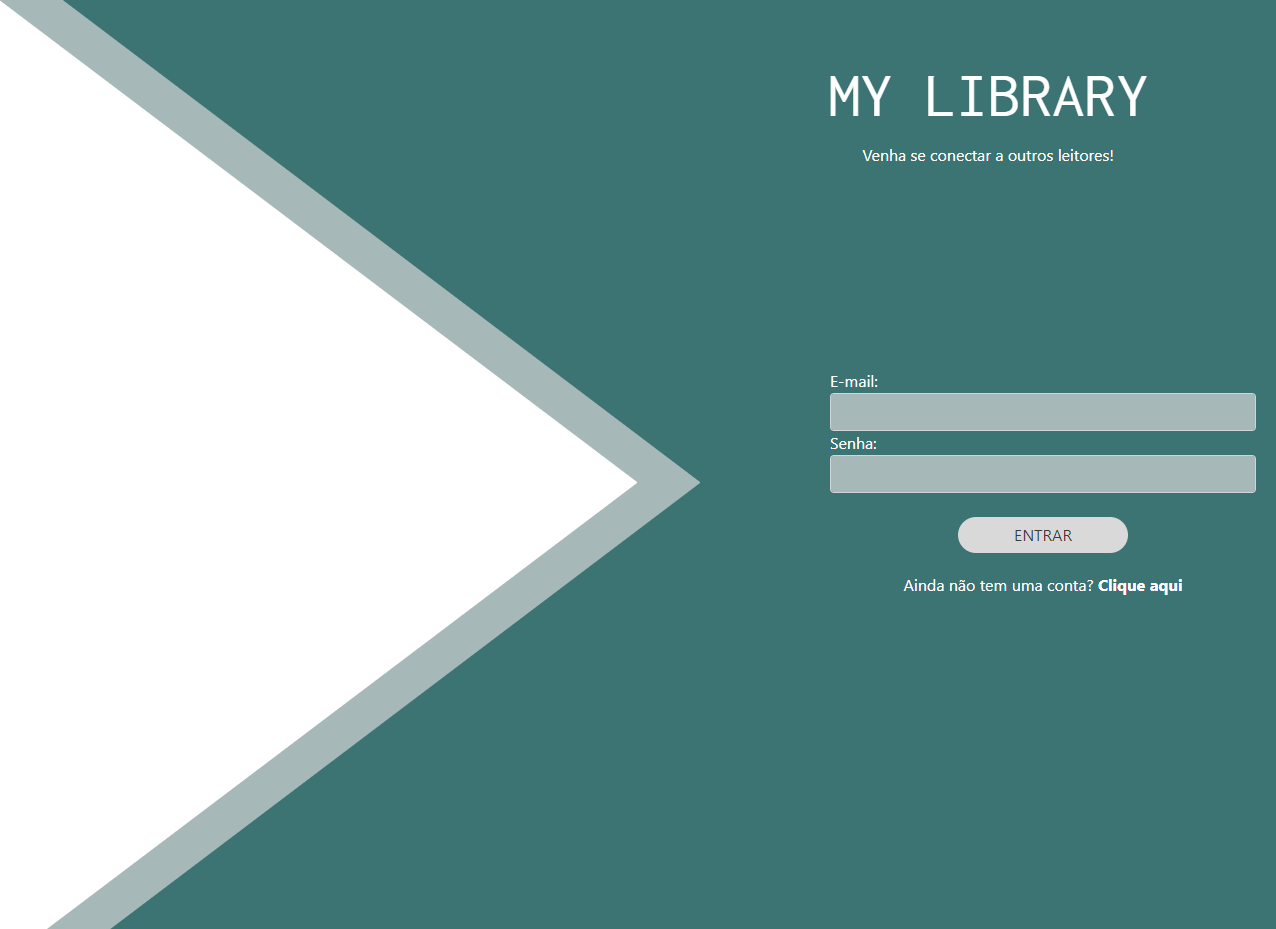 MY LIBRARY
Venha se conectar a outros leitores!
E-mail:
Senha:
ENTRAR
Ainda não tem uma conta? Clique aqui